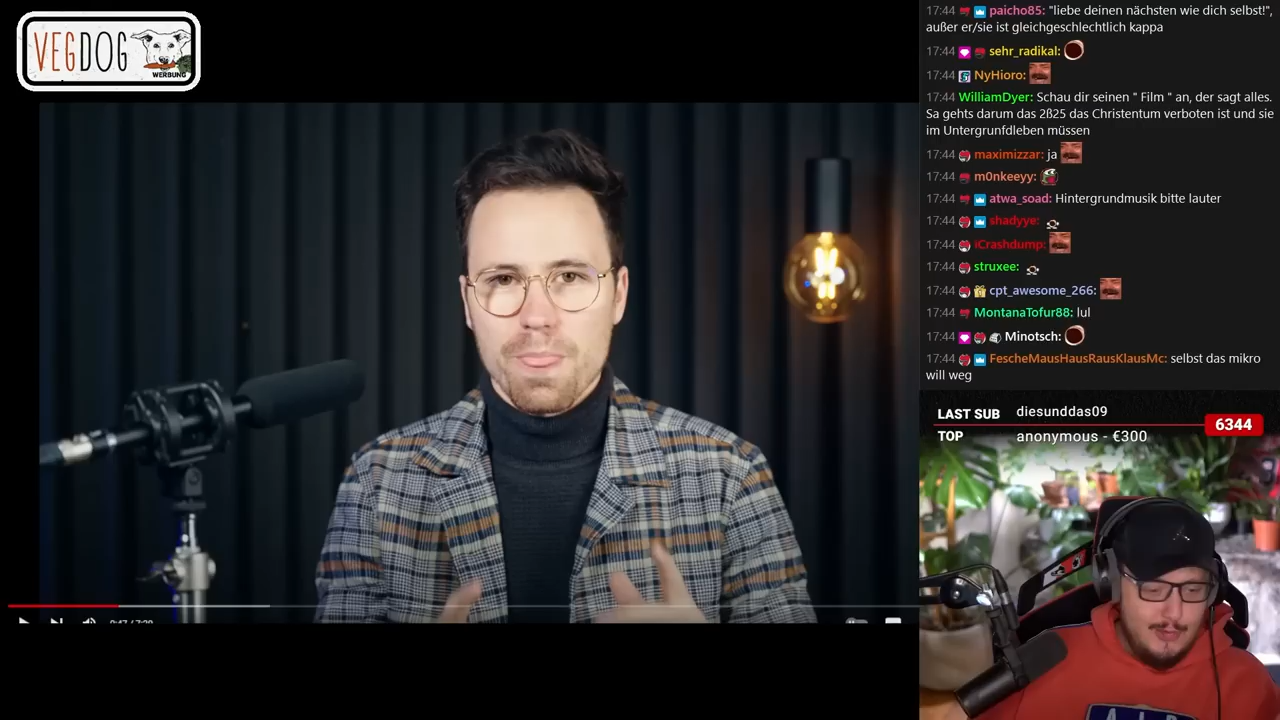 VEGDOG
WERBUNG
17:44 paicho85: "liebe deinen nächsten wie dich selbst!",
außer er/sie ist gleichgeschlechtlich kappa
17:44 sehr_radikal:
17:44 NyHioro:
17:44 WilliamDyer: Schau dir seinen " Film " an, der sagt alles.
Sa gehts darum das 2ß25 das Christentum verboten ist und sie
im Untergrunfdleben müssen
17:44 maximizzar: ja
17:44 m0nkeeyy:
17:44 atwa_soad: Hintergrundmusik bitte lauter
17:44 shadyye:
17:44 iCrashdump:
17:44 struxee:
17:44 cpt_awesome_266:
17:44 MontanaTofur88: lul
17:44 Minotsch:
17:44 FescheMausHausRausKlausMc: selbst das mikro
will weg
LAST SUB diesunddas09
6344
TOP anonymous - €300